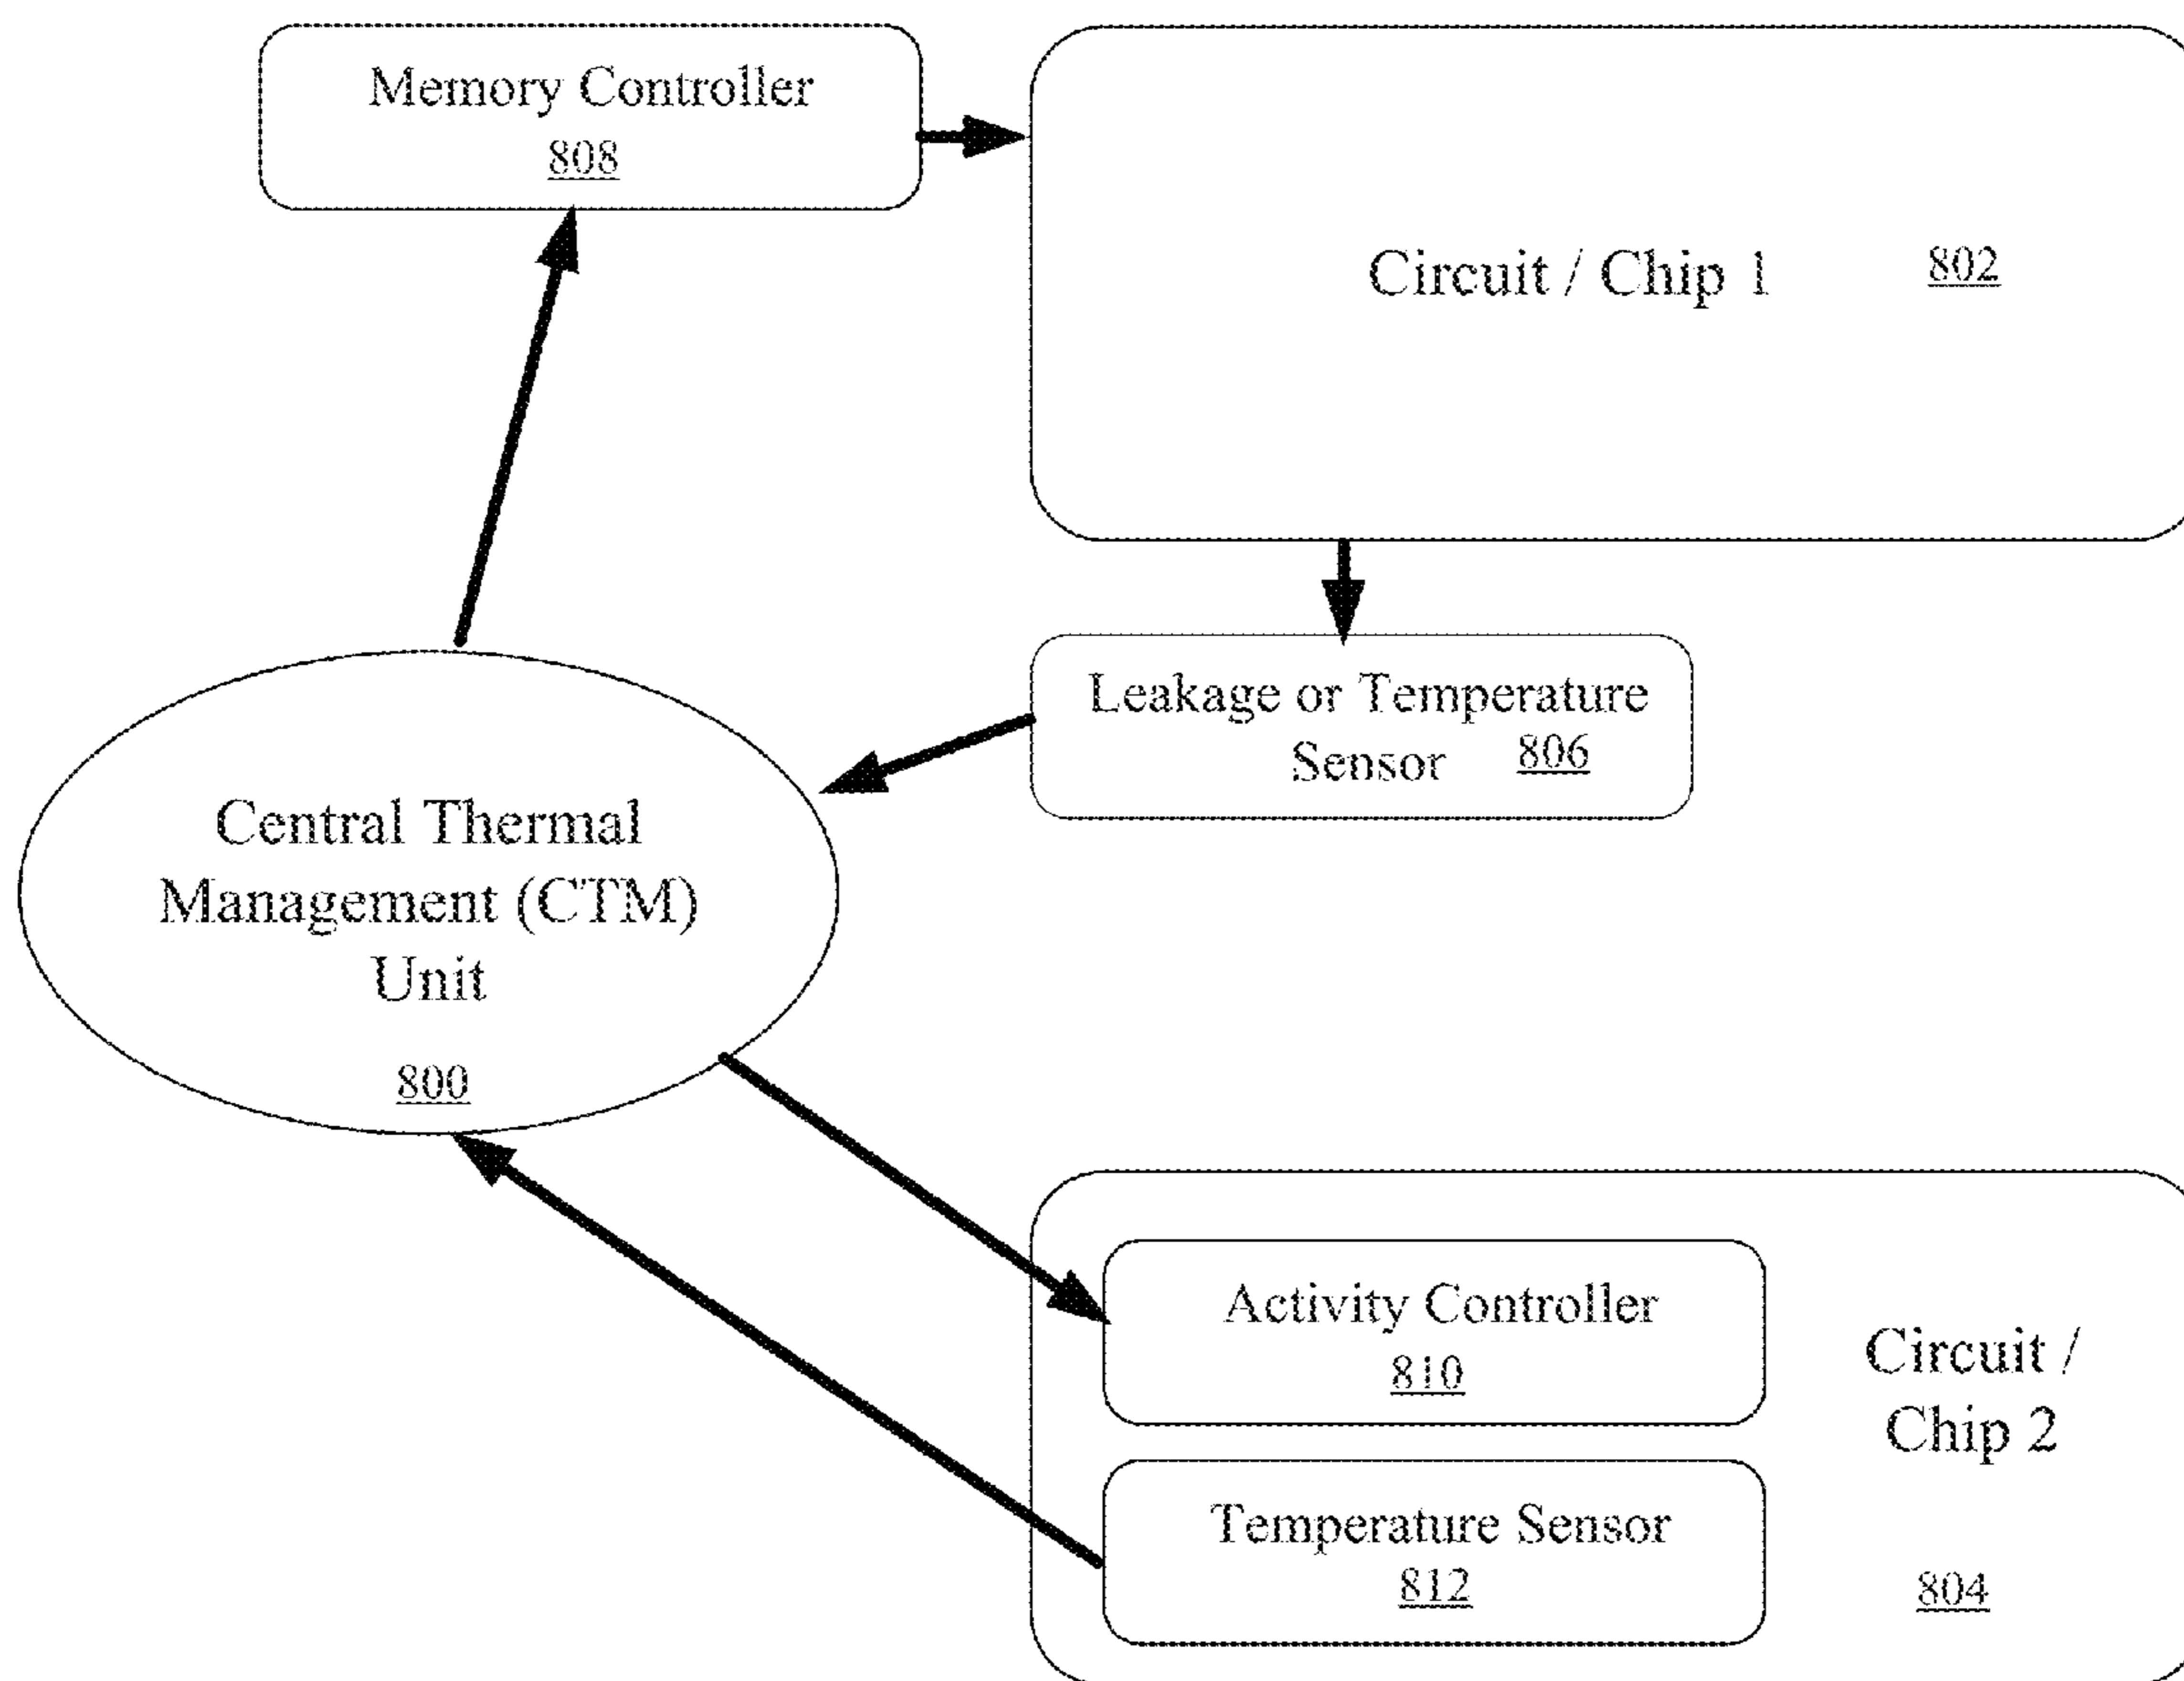 Memory Controller
808
Circuit / Chip 1 802
Leakage or Temperature
Sensor 806
Central Thermal
Management (CTM)
Unit
800
Activity Controller
810
Temperature Sensor
812
Circuit /
Chip 2
804